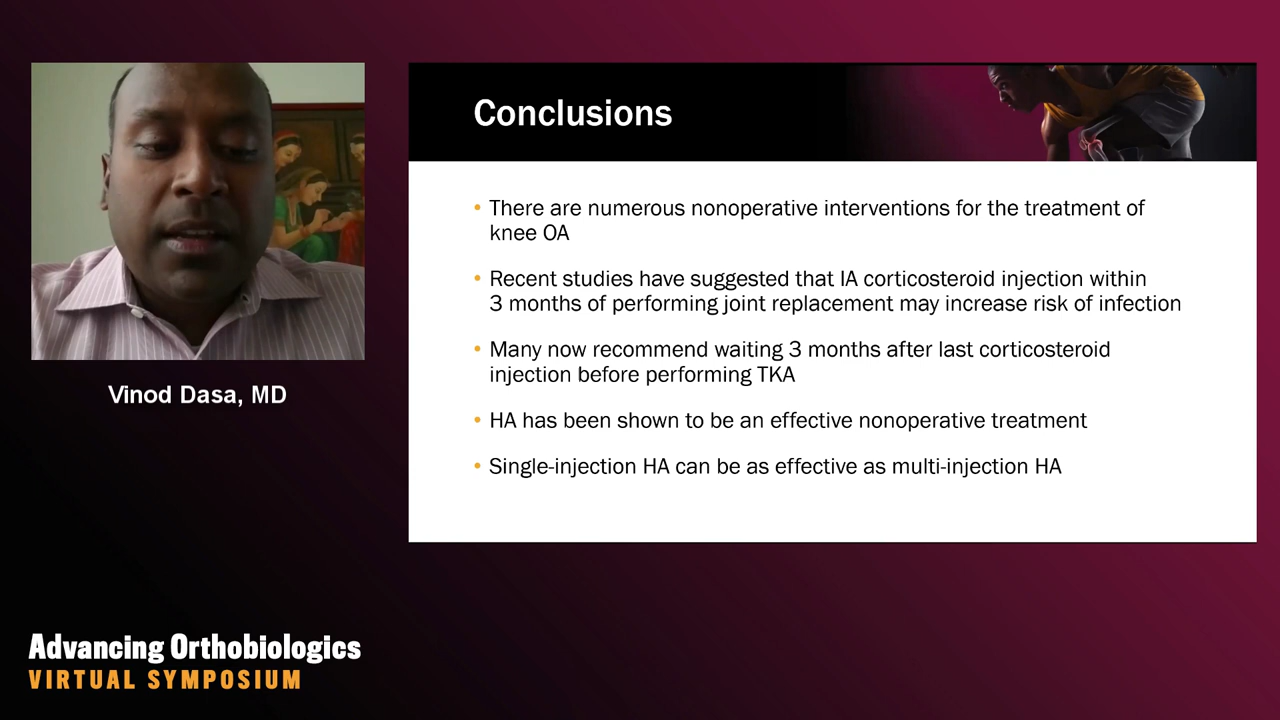 Conclusions
• There are numerous nonoperative interventions for the treatment of
knee OA
• Recent studies have suggested that IA corticosteroid injection within
3 months of performing joint replacement may increase risk of infection
• Many now recommend waiting 3 months after last corticosteroid
injection before performing TKA
• HA has been shown to be an effective nonoperative treatment
• Single-injection HA can be as effective as multi-injection HA
Vinod Dasa, MD
Advancing Orthobiologics
VIRTUAL SYMPOSIUM